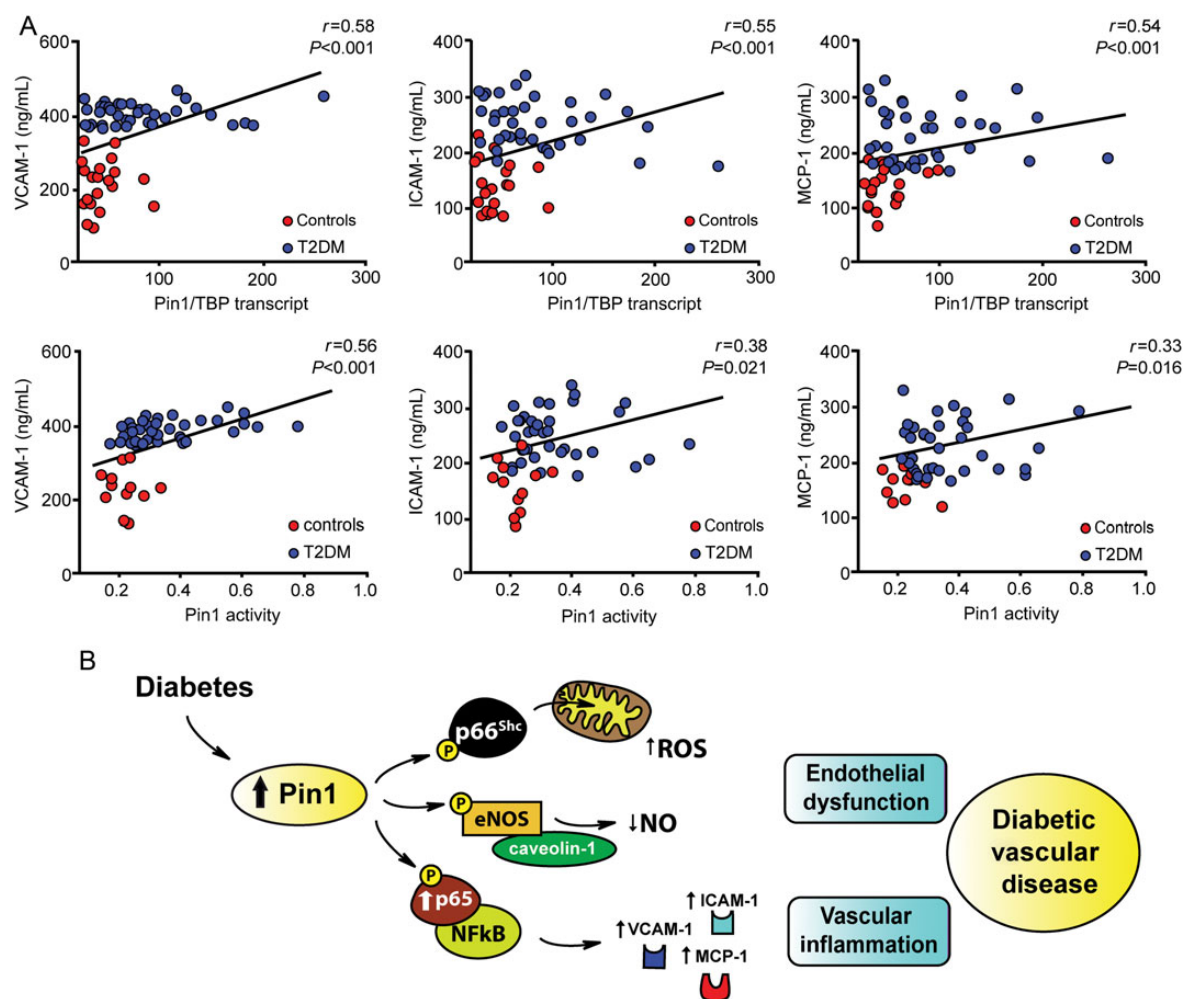 A
r=0.58
P<0.001
VCAM-1 (ng/mL)
600
400
200
0
100
200
300
Pin1/TBP transcript
Controls
T2DM
r=0.55
P<0.001
ICAM-1 (ng/mL)
400
300
200
100
0
100
200
300
Pin1/TBP transcript
Controls
T2DM
r=0.54
P<0.001
MCP-1 (ng/mL)
400
300
200
100
0
100
200
300
Pin1/TBP transcript
Controls
T2DM
r=0.56
P<0.001
VCAM-1 (ng/mL)
600
400
200
0
0.2
0.4
0.6
0.8
1.0
Pin1 activity
controls
T2DM
r=0.38
P=0.021
ICAM-1 (ng/mL)
400
300
200
100
0
0.2
0.4
0.6
0.8
1.0
Pin1 activity
Controls
T2DM
r=0.33
P=0.016
MCP-1 (ng/mL)
400
300
200
100
0
0.2
0.4
0.6
0.8
1.0
Pin1 activity
Controls
T2DM
B
Diabetes
↑ Pin1
p66Shc
P
↑ROS
P
eNOS
caveolin-1
↓NO
P
↑p65
NFkB
↑ ICAM-1
↑VCAM-1
↑ MCP-1
Endothelial
dysfunction
Vascular
inflammation
Diabetic
vascular
disease